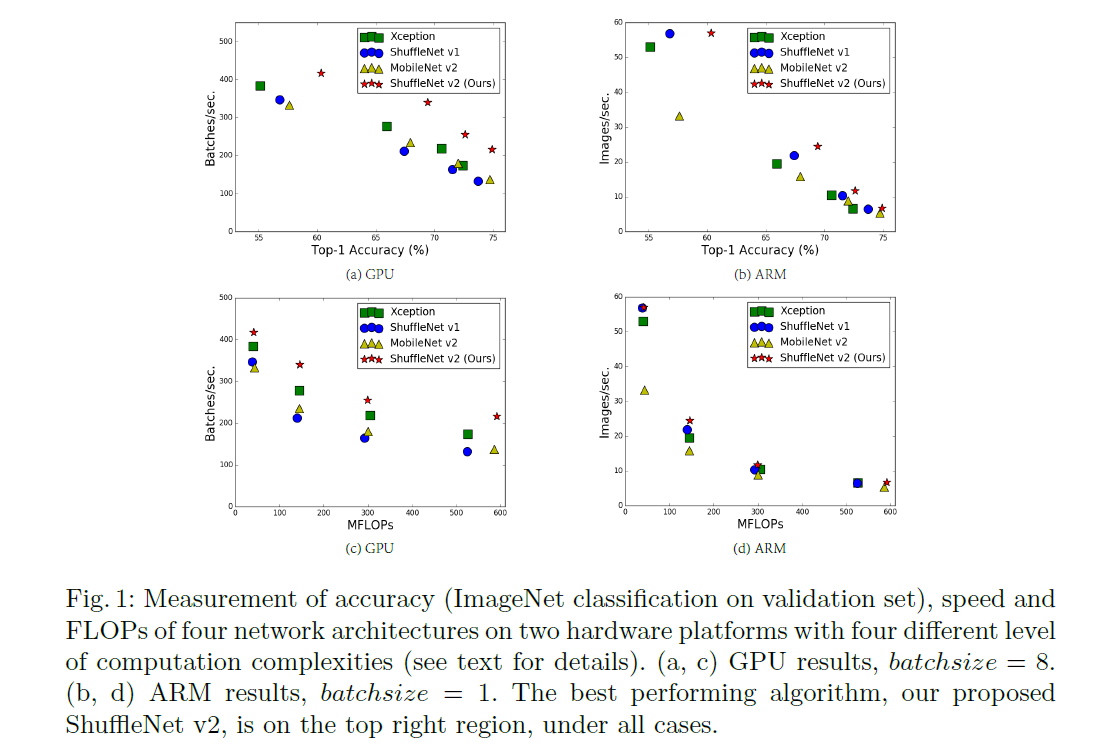 500
400
300
200
100
0
Batches/sec.
55 60 65 70 75
Top-1 Accuracy (%)
Xception
ShuffleNet v1
MobileNet v2
ShuffleNet v2 (Ours)
(a) GPU
60
50
40
30
20
10
0
Images/sec.
55 60 65 70 75
Top-1 Accuracy (%)
Xception
ShuffleNet v1
MobileNet v2
ShuffleNet v2 (Ours)
(b) ARM
500
400
300
200
100
0
Batches/sec.
0 100 200 300 400 500 600
MFLOPs
Xception
ShuffleNet v1
MobileNet v2
ShuffleNet v2 (Ours)
(c) GPU
60
50
40
30
20
10
0
Images/sec.
0 100 200 300 400 500 600
MFLOPs
Xception
ShuffleNet v1
MobileNet v2
ShuffleNet v2 (Ours)
(d) ARM
Fig. 1: Measurement of accuracy (ImageNet classification on validation set), speed and
FLOPs of four network architectures on two hardware platforms with four different level
of computation complexities (see text for details). (a, c) GPU results, batchsize = 8.
(b, d) ARM results, batchsize = 1. The best performing algorithm, our proposed
ShuffleNet v2, is on the top right region, under all cases.